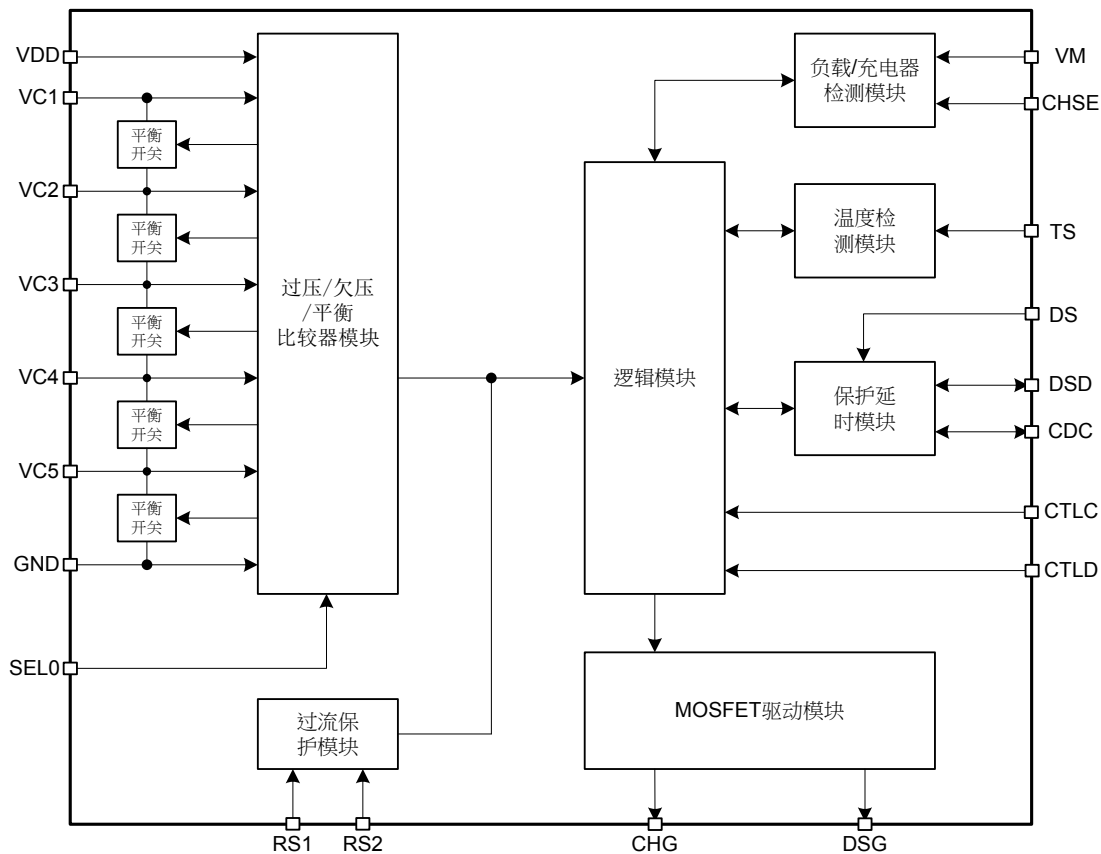 VDD
VC1
平衡
开关
VC2
平衡
开关
VC3
平衡
开关
VC4
平衡
开关
VC5
平衡
开关
GND
SEL0
过压/欠压
/平衡
比较器模块
过流保
护模块
RS1
RS2
逻辑模块
负载/充电器
检测模块
温度检
测模块
保护延
时模块
MOSFET驱动模块
VM
CHSE
TS
DS
DSD
CDC
CTLC
CTLD
CHG
DSG